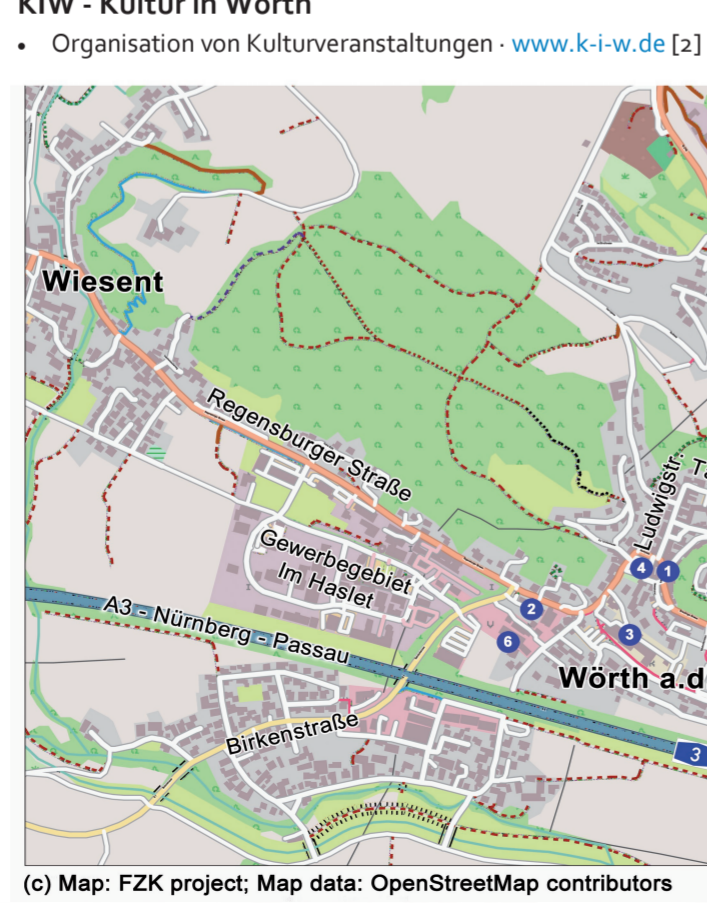 KIW - Kultur in Wörth
• Organisation von Kulturveranstaltungen · www.k-i-w.de [2]
Wiesent
Regensburger Straße
Ludwigstr.
Ta
4
1
Gewerbegebiet
Im Haslet
2
A3 - Nürnberg - Passau
6
3
Wörth a.d
Birkenstraße
3
(c) Map: FZK project; Map data: OpenStreetMap contributors